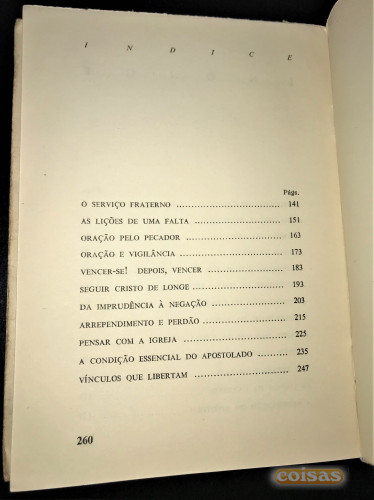 Í N D I C E
Págs.
O SERVIÇO FRATERNO ........................... 141
AS LIÇÕES DE UMA FALTA ........................... 151
ORAÇÃO PELO PECADOR ........................... 163
ORAÇÃO E VIGILÂNCIA ........................... 173
VENCER-SE! DEPOIS, VENCER ..................... 183
SEGUIR CRISTO DE LONGE ........................ 193
DA IMPRUDÊNCIA À NEGAÇÃO ..................... 203
ARREPENDIMENTO E PERDÃO ..................... 215
PENSAR COM A IGREJA ........................... 225
A CONDIÇÃO ESSENCIAL DO APOSTOLADO ............ 235
VÍNCULOS QUE LIBERTAM ........................ 247
260
coisas